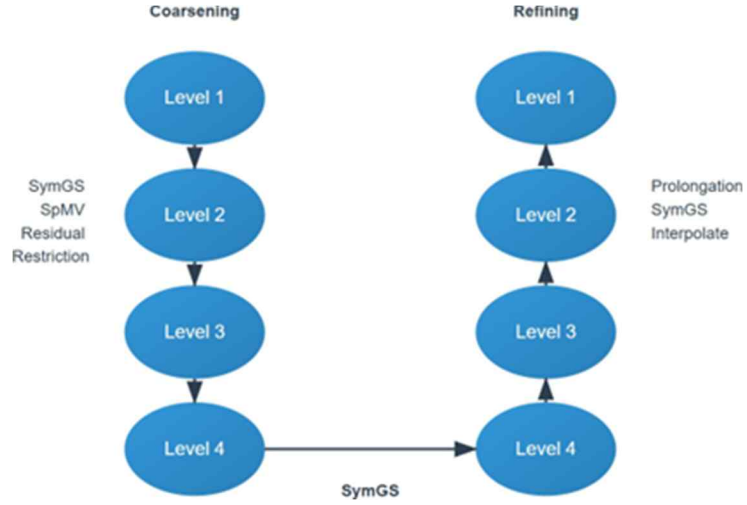 Coarsening
Refining
Level 1
Level 1
SymGS
SpMV
Residual
Restriction
Level 2
Level 2
Prolongation
SymGS
Interpolate
Level 3
Level 3
Level 4
Level 4
SymGS